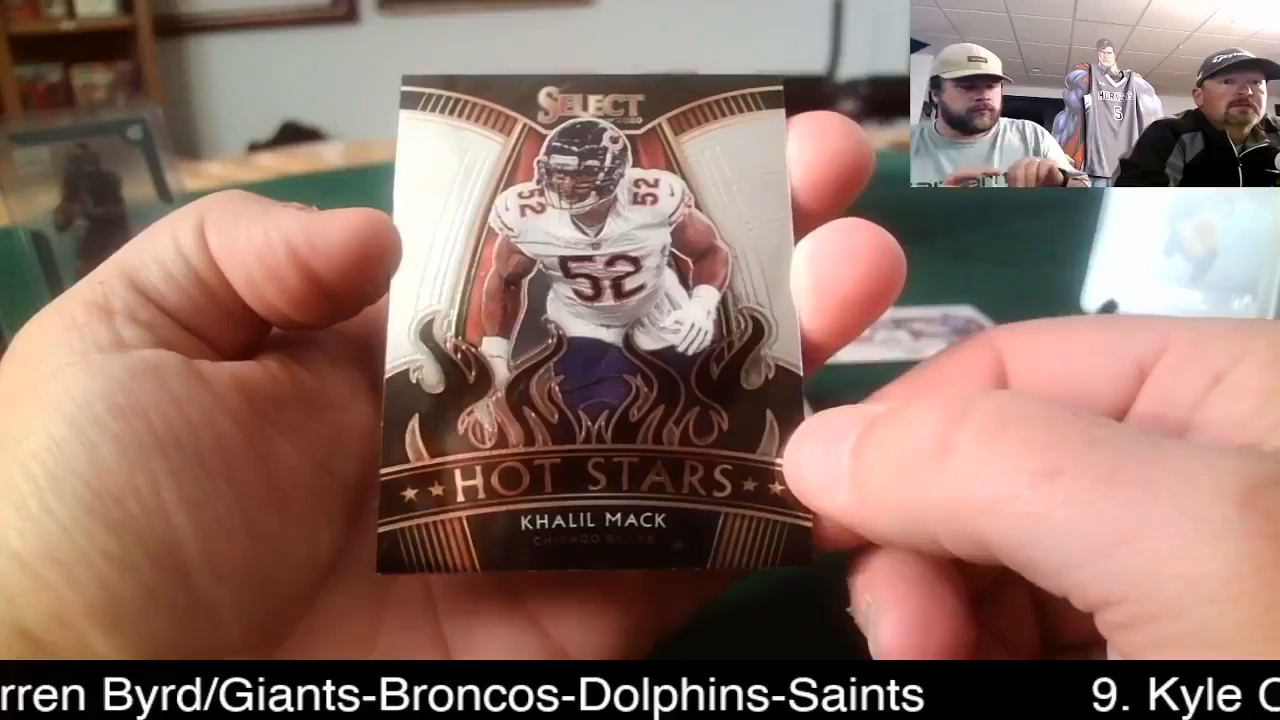 SELECT
2020
52
52
52
HOT STARS
KHALIL MACK
CHICAGO BEARS
5
rren Byrd/Giants-Broncos-Dolphins-Saints
9. Kyle